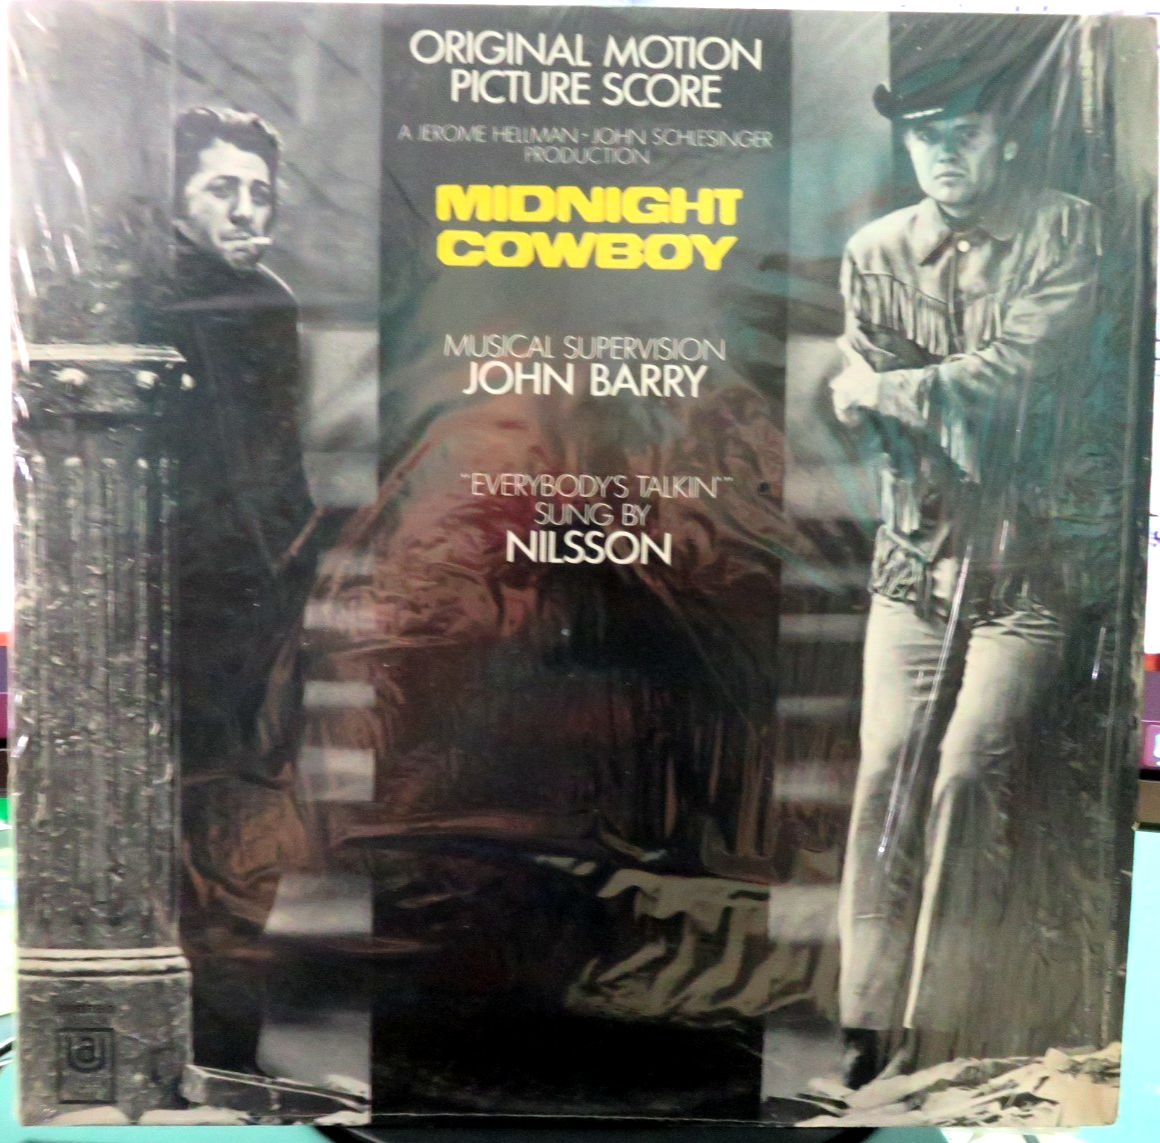 ORIGINAL MOTION
PICTURE SCORE
A JEROME HELLMAN-JOHN SCHLESINGER
PRODUCTION
MIDNIGHT
COWBOY
MUSICAL SUPERVISION
JOHN BARRY
"EVERYBODY'S TALKIN'"
SUNG BY
NILSSON